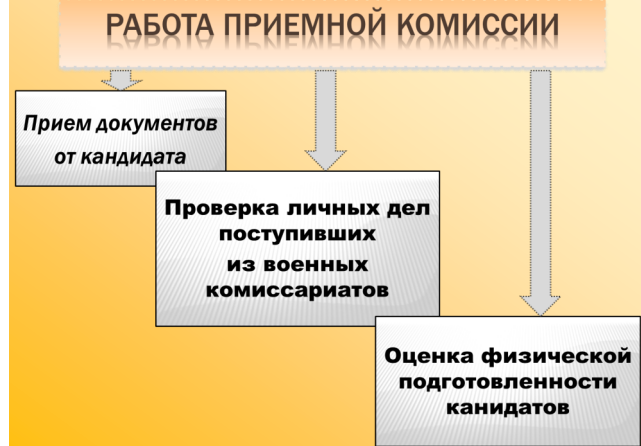 РАБОТА ПРИЕМНОЙ КОМИССИИ
Прием документов
от кандидата
Проверка личных дел
поступивших
из военных
комиссариатов
Оценка физической
подготовленности
канидатов